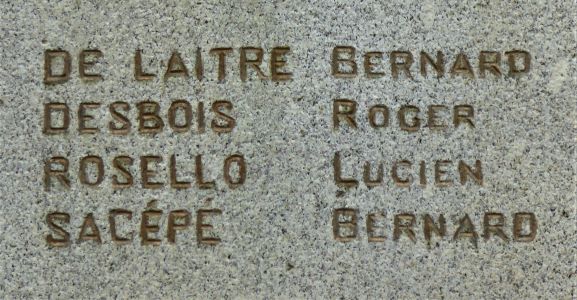 DE LAITRE BERNARD
DESBOIS ROGER
ROSELLO LUCIEN
SACÉPÉ BERNARD